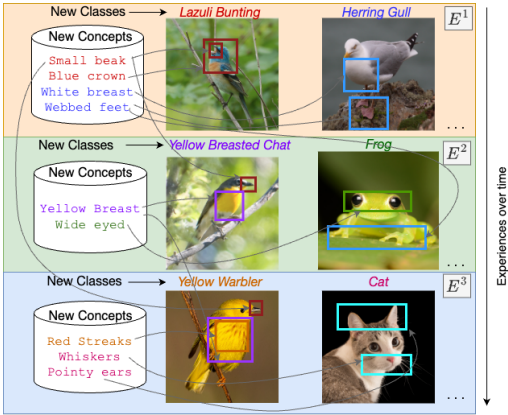 New Classes
Lazuli Bunting
Herring Gull
E1
New Concepts
Small beak
Blue crown
White breast
Webbed feet
...
New Classes
Yellow Breasted Chat
Frog
E2
New Concepts
Yellow Breast
Wide eyed
...
New Classes
Yellow Warbler
Cat
E3
New Concepts
Red Streaks
Whiskers
Pointy ears
...
Experiences over time